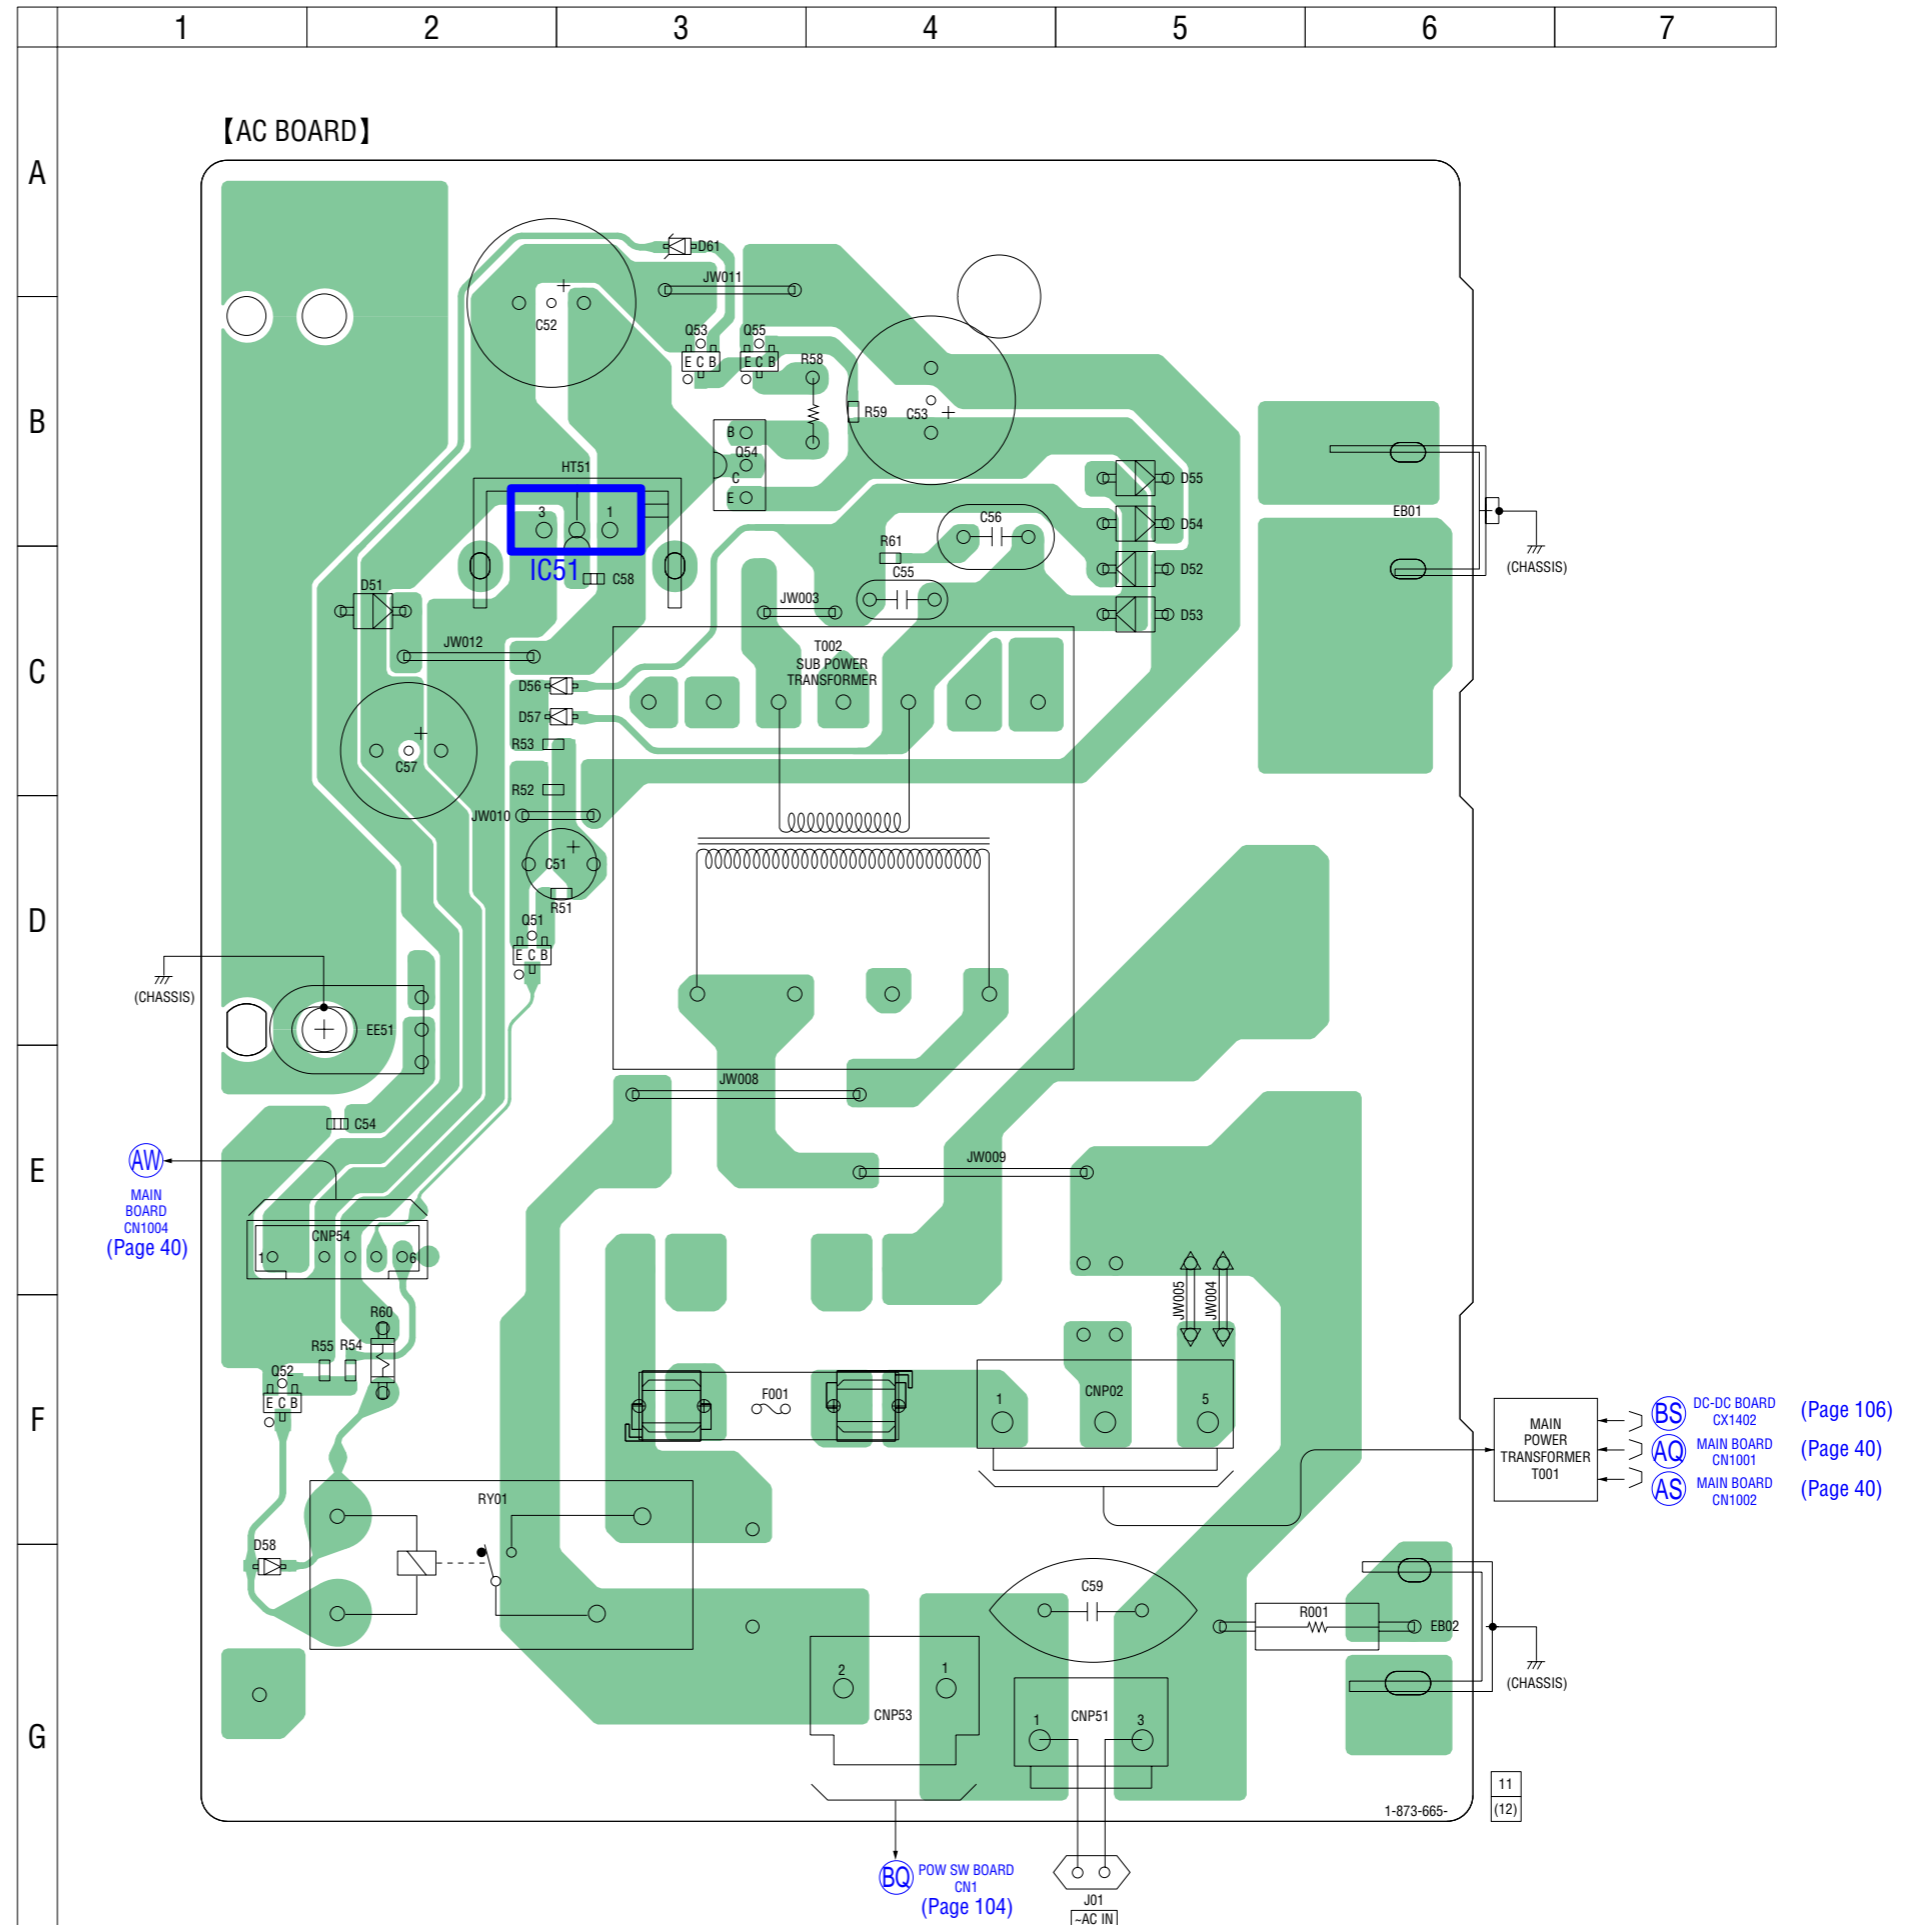 1 2 3 4 5 6 7
【AC BOARD】
A
D61
JW011
C52 +
B
Q53 Q55
E C B E C B
R58
R59 C53 +
B
Q54
C
E
HT51
3 1
IC51
C58
D55
D54
D52
D53
C56
R61
C55
EB01
(CHASSIS)
C
D51
JW012
JW003
T002
SUB POWER
TRANSFORMER
D56
D57
R53
C57 +
R52
JW010
D
C51 +
R51
Q51
E C B
(CHASSIS)
EE51
JW008
E
C54
AW
MAIN
BOARD
CN1004
(Page 40)
JW009
CNP54
1 6
JW005
JW004
F
R60
R55 R54
Q52
E C B
F001
1 CNP02 5
MAIN
POWER
TRANSFORMER
T001
BS DC-DC BOARD
CX1402
(Page 106)
AQ MAIN BOARD
CN1001
(Page 40)
AS MAIN BOARD
CN1002
(Page 40)
RY01
D58
G
C59
R001
EB02
(CHASSIS)
2 1
CNP53
1 CNP51 3
11
(12)
1-873-665-
BQ POW SW BOARD
CN1
(Page 104)
J01
~AC IN